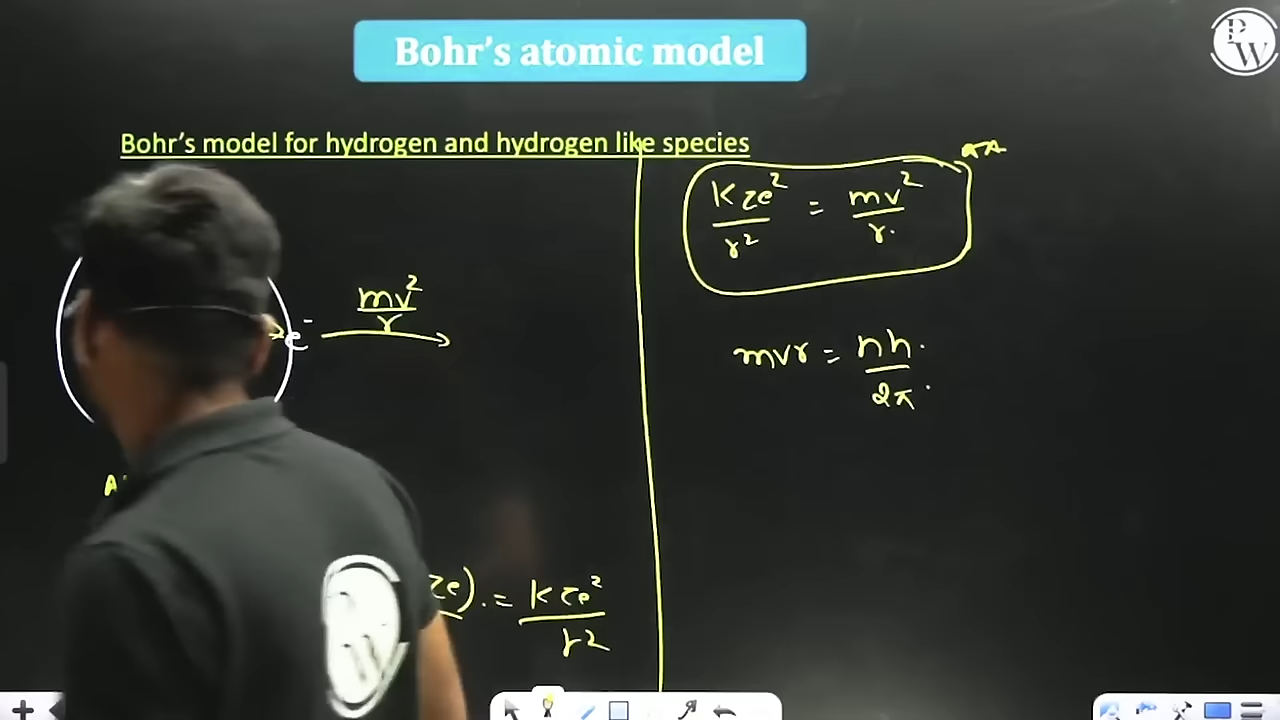 Bohr's atomic model
PW
Bohr's model for hydrogen and hydrogen like species
e⁻
mv²/r
ze) . = kze²/r²
kze²/r² = mv²/r.
mvr = nh/2π.